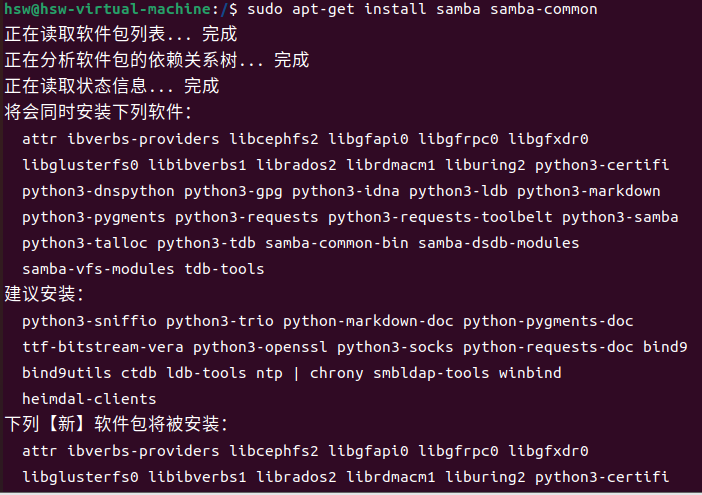 hsw@hsw-virtual-machine:/$ sudo apt-get install samba samba-common
正在读取软件包列表... 完成
正在分析软件包的依赖关系树... 完成
正在读取状态信息... 完成
将会同时安装下列软件：
attr ibverbs-providers libcephfs2 libgfapi0 libgfrpc0 libgfxdr0
libglusterfs0 libibverbs1 librados2 librdmacm1 liburing2 python3-certifi
python3-dnspython python3-gpg python3-idna python3-ldb python3-markdown
python3-pygments python3-requests python3-requests-toolbelt python3-samba
python3-talloc python3-tdb samba-common-bin samba-dsdb-modules
samba-vfs-modules tdb-tools
建议安装：
python3-sniffio python3-trio python-markdown-doc python-pygments-doc
ttf-bitstream-vera python3-openssl python3-socks python-requests-doc bind9
bind9utils ctdb ldb-tools ntp | chrony smbldap-tools winbind
heimdal-clients
下列【新】软件包将被安装：
attr ibverbs-providers libcephfs2 libgfapi0 libgfrpc0 libgfxdr0
libglusterfs0 libibverbs1 librados2 librdmacm1 liburing2 python3-certifi